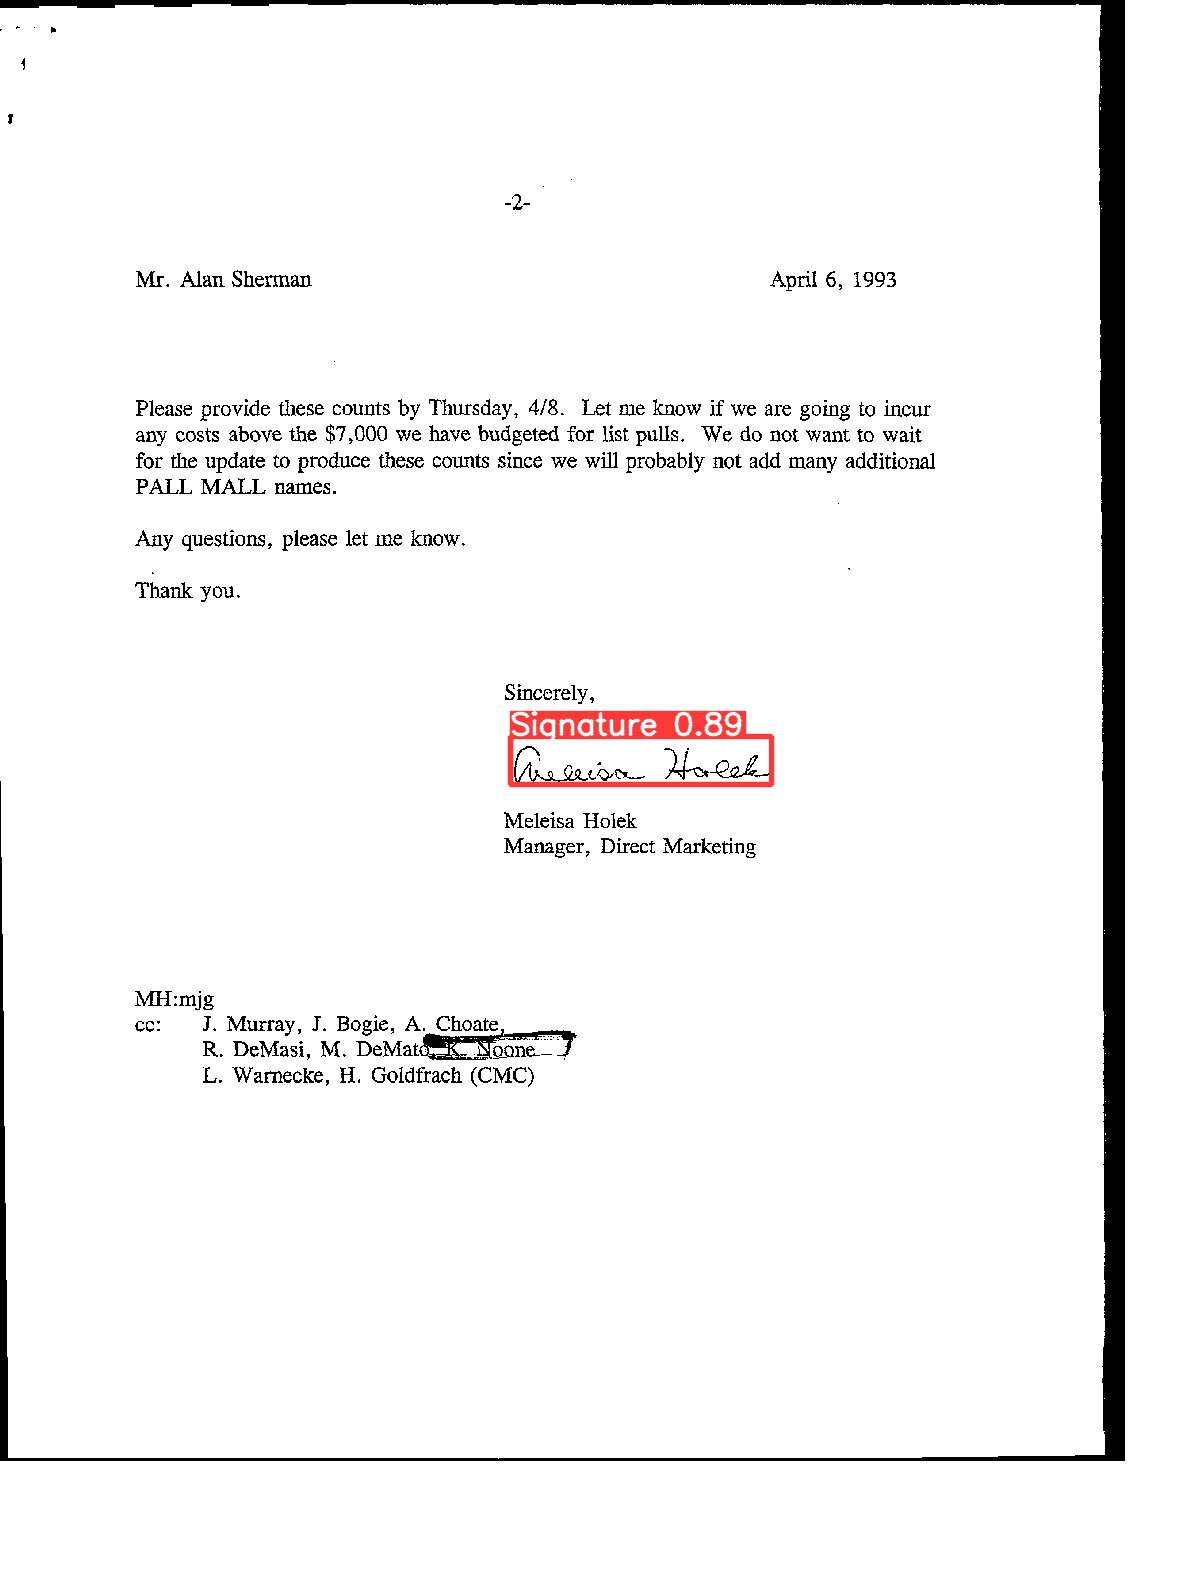 -2-
Mr. Alan Sherman April 6, 1993
Please provide these counts by Thursday, 4/8. Let me know if we are going to incur
any costs above the $7,000 we have budgeted for list pulls. We do not want to wait
for the update to produce these counts since we will probably not add many additional
PALL MALL names.
Any questions, please let me know.
Thank you.
Sincerely,
Signature 0.89
Meleisa Holek
Meleisa Holek
Manager, Direct Marketing
MH:mjg
cc: J. Murray, J. Bogie, A. Choate,
R. DeMasi, M. DeMato, K. Noone
L. Warnecke, H. Goldfrach (CMC)